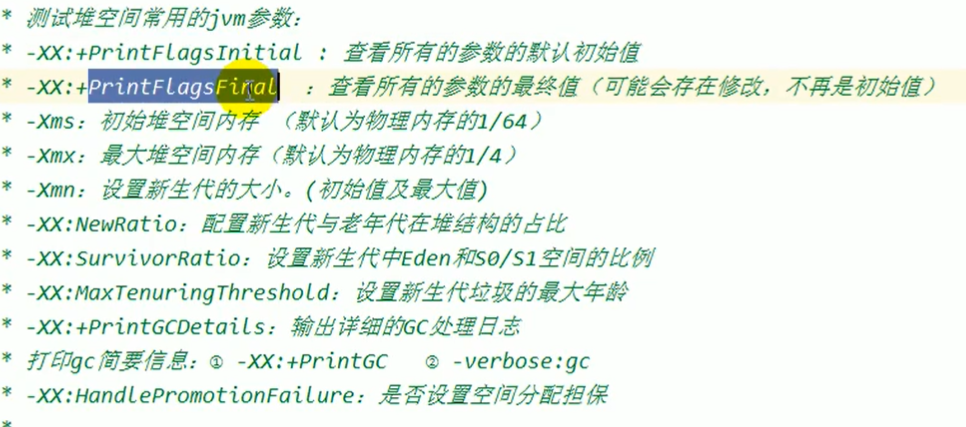 * 测试堆空间常用的jvm参数：
* -XX:+PrintFlagsInitial : 查看所有的参数的默认初始值
* -XX:+PrintFlagsFinal ：查看所有的参数的最终值（可能会存在修改，不再是初始值）
* -Xms：初始堆空间内存 （默认为物理内存的1/64）
* -Xmx：最大堆空间内存（默认为物理内存的1/4）
* -Xmn：设置新生代的大小。(初始值及最大值)
* -XX:NewRatio：配置新生代与老年代在堆结构的占比
* -XX:SurvivorRatio：设置新生代中Eden和S0/S1空间的比例
* -XX:MaxTenuringThreshold：设置新生代垃圾的最大年龄
* -XX:+PrintGCDetails：输出详细的GC处理日志
* 打印gc简要信息：① -XX:+PrintGC ② -verbose:gc
* -XX:HandlePromotionFailure：是否设置空间分配担保
*